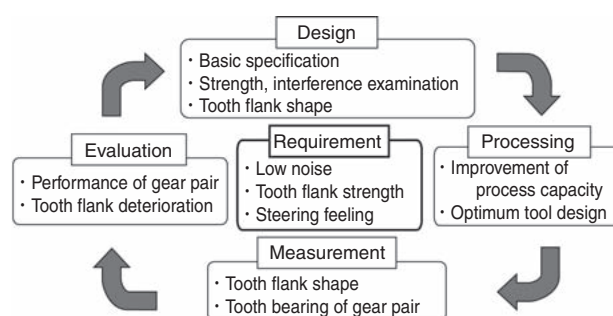 Design
・Basic specification
・Strength, interference examination
・Tooth flank shape
Evaluation
・Performance of gear pair
・Tooth flank deterioration
Requirement
・Low noise
・Tooth flank strength
・Steering feeling
Processing
・Improvement of
process capacity
・Optimum tool design
Measurement
・Tooth flank shape
・Tooth bearing of gear pair